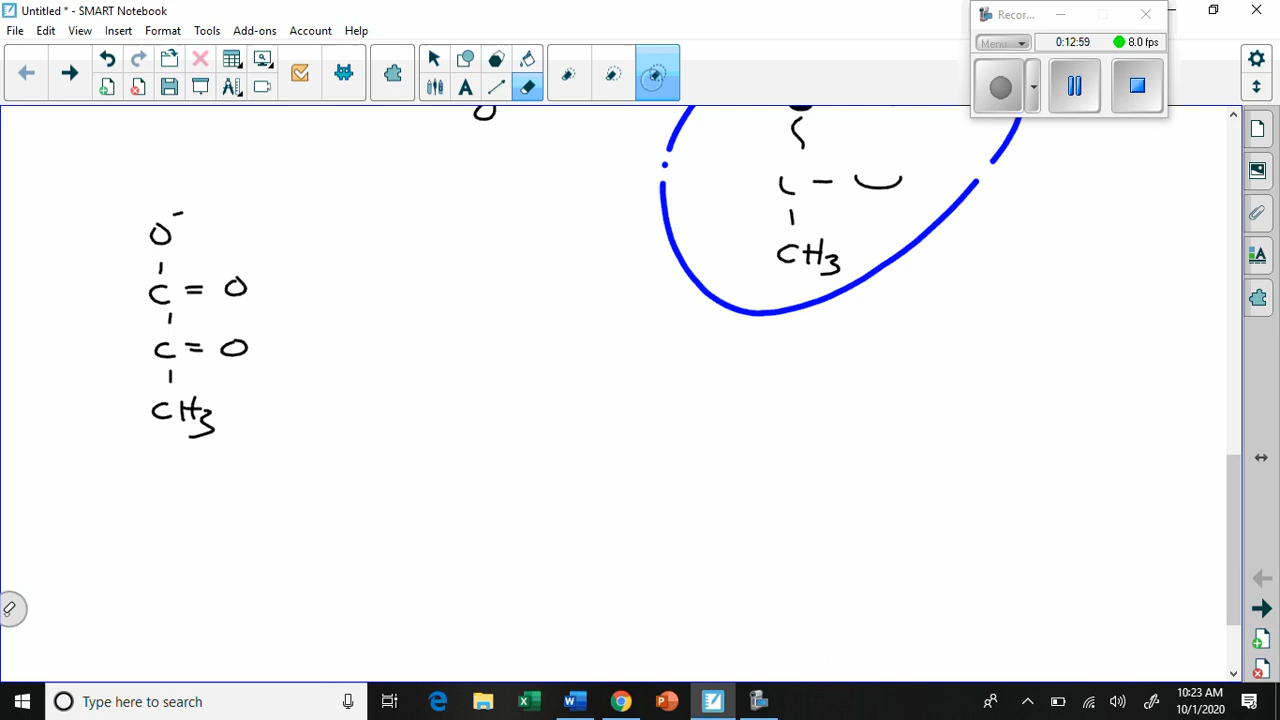 Untitled * - SMART Notebook
Recor...
File Edit View Insert Format Tools Add-ons Account Help
Menu
0:12:59
8.0 fps
A
O⁻
C = O
C = O
CH3
C -
CH3
Type here to search
10:23 AM
10/1/2020